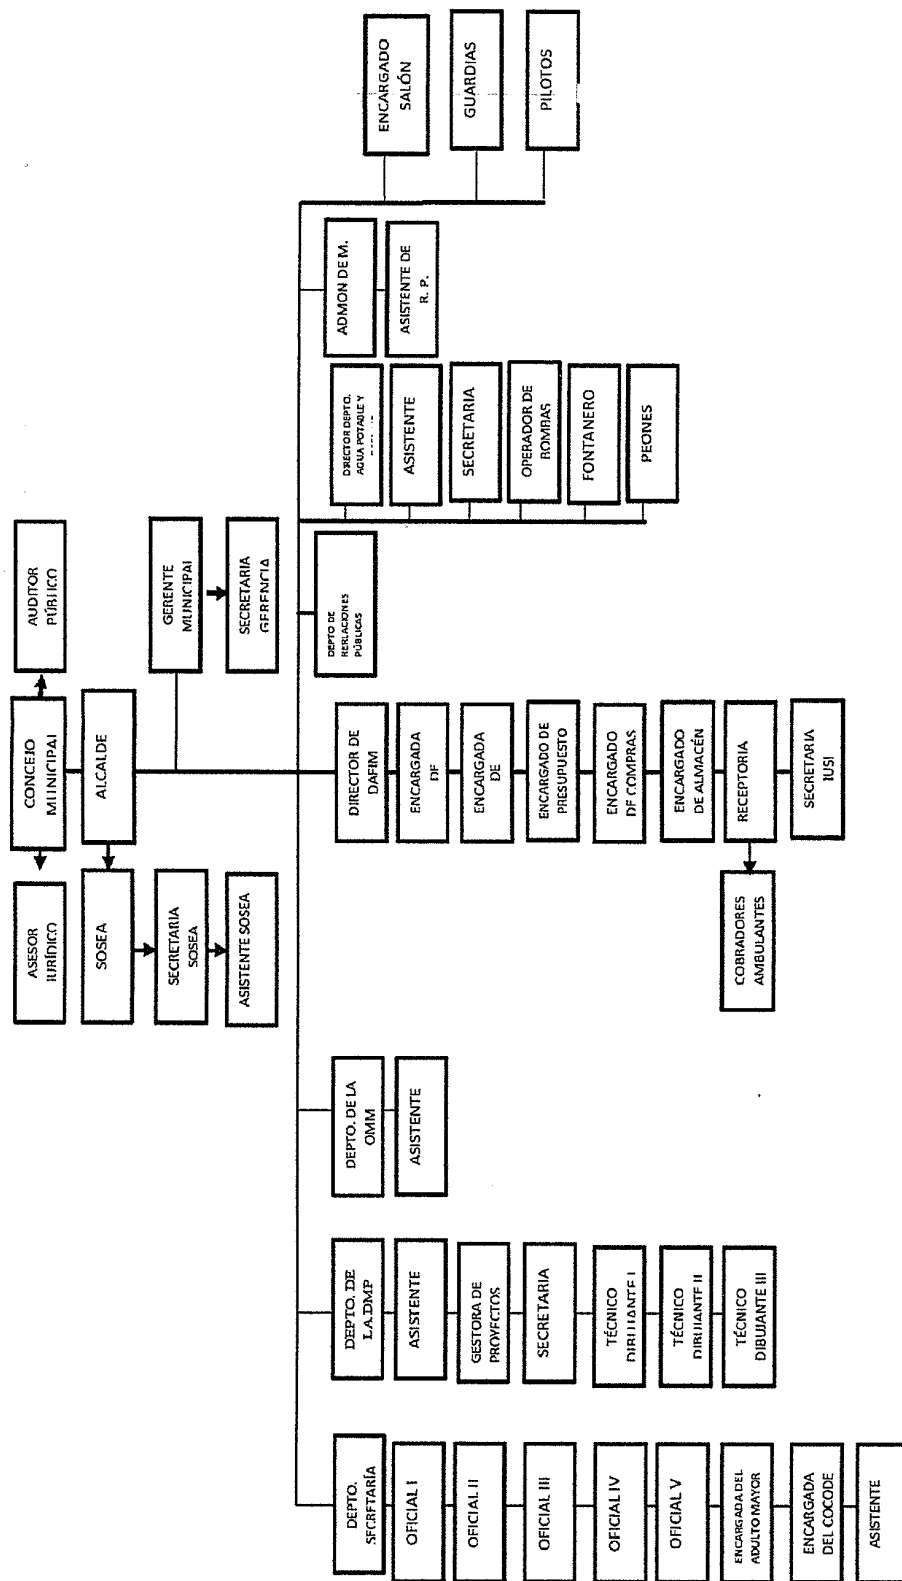 CONCEJO
MUNICIPAL
AUDITOR
PÚBLICO
ASESOR
JURÍDICO
ALCALDE
SOSEA
SECRETARIA
SOSEA
ASISTENTE SOSEA
GERENTE
MUNICIPAL
SECRETARIA
GERENCIA
DEPTO.
SECRETARÍA
OFICIAL I
OFICIAL II
OFICIAL III
OFICIAL IV
OFICIAL V
ENCARGADA DEL
ADULTO MAYOR
ENCARGADA
DEL COCODE
ASISTENTE
DEPTO. DE
LA DMP
ASISTENTE
GESTORA DE
PROYECTOS
SECRETARIA
TÉCNICO
DIBUJANTE I
TÉCNICO
DIBUJANTE II
TÉCNICO
DIBUJANTE III
DEPTO. DE LA
OMM
ASISTENTE
DIRECTOR DE
DAFIM
ENCARGADA
DE
ENCARGADA
DE
ENCARGADO DE
PRESUPUESTO
ENCARGADO
DE COMPRAS
ENCARGADO
DE ALMACÉN
RECEPTORIA
COBRADORES
AMBULANTES
SECRETARIA
IUSI
DEPTO DE
RERLACIONES
PÚBLICAS
DIRECTOR DEPTO.
AGUA POTABLE Y
ASISTENTE
SECRETARIA
OPERADOR DE
BOMBAS
FONTANERO
PEONES
ADMON DE M.
ASISTENTE DE
R. P.
ENCARGADO
SALÓN
GUARDIAS
PILOTOS